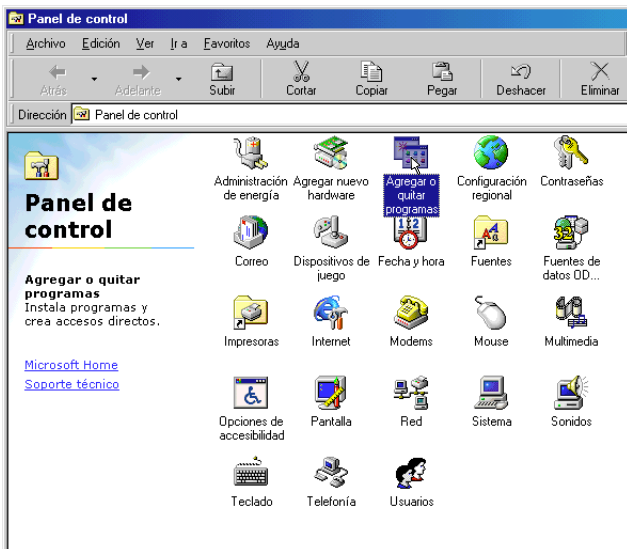 Panel de control
Archivo Edición Ver Ir a Favoritos Ayuda
Atrás Adelante Subir Cortar Copiar Pegar Deshacer Eliminar
Dirección Panel de control
Panel de
control
Agregar o quitar
programas
Instala programas y
crea accesos directos.
Microsoft Home
Soporte técnico
Administración
de energía
Agregar nuevo
hardware
Agregar o
quitar
programas
Configuración
regional
Contraseñas
Correo
Dispositivos de
juego
Fecha y hora
Fuentes
Fuentes de
datos OD...
Impresoras
Internet
Modems
Mouse
Multimedia
Opciones de
accesibilidad
Pantalla
Red
Sistema
Sonidos
Teclado
Telefonía
Usuarios